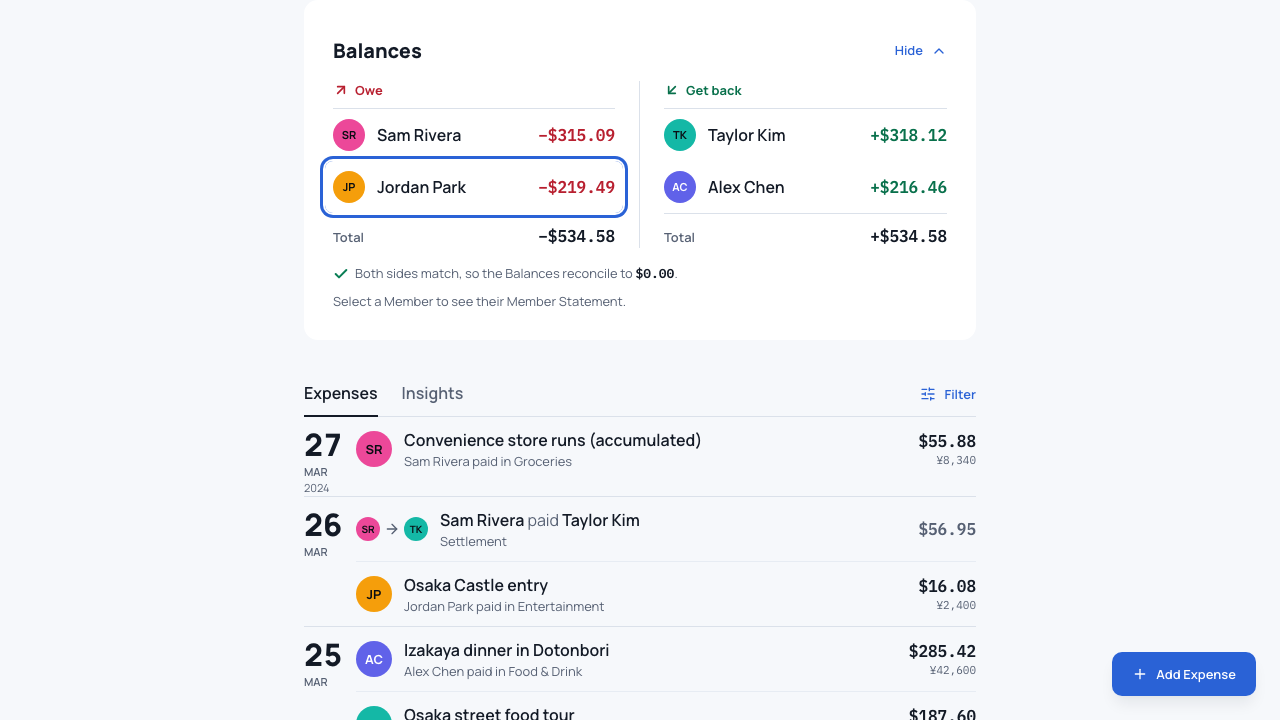 Balances
Hide
Owe
SR Sam Rivera −$315.09
JP Jordan Park −$219.49
Total −$534.58
Get back
TK Taylor Kim +$318.12
AC Alex Chen +$216.46
Total +$534.58
Both sides match, so the Balances reconcile to $0.00.
Select a Member to see their Member Statement.
Expenses Insights Filter
27 MAR 2024
SR Convenience store runs (accumulated) $55.88
Sam Rivera paid in Groceries ¥8,340
26 MAR
SR → TK Sam Rivera paid Taylor Kim $56.95
Settlement
JP Osaka Castle entry $16.08
Jordan Park paid in Entertainment ¥2,400
25 MAR
AC Izakaya dinner in Dotonbori $285.42
Alex Chen paid in Food & Drink ¥42,600
Osaka street food tour $187.60
+ Add Expense